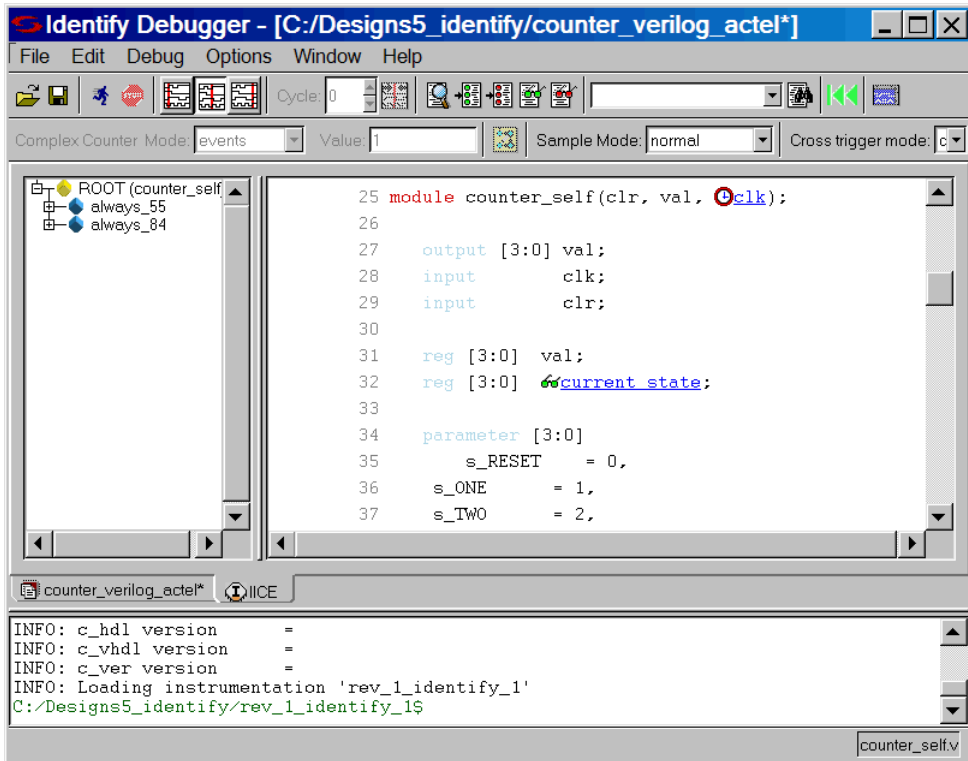 Identify Debugger - [C:/Designs5_identify/counter_verilog_actel*]
File Edit Debug Options Window Help
Cycle: 0
Complex Counter Mode: events Value: 1 Sample Mode: normal Cross trigger mode: c
ROOT (counter_self
always_55
always_84
25 module counter_self(clr, val, clk);
26
27 output [3:0] val;
28 input clk;
29 input clr;
30
31 reg [3:0] val;
32 reg [3:0] current_state;
33
34 parameter [3:0]
35 s_RESET = 0,
36 s_ONE = 1,
37 s_TWO = 2,
counter_verilog_actel* IICE
INFO: c_hdl version =
INFO: c_vhdl version =
INFO: c_ver version =
INFO: Loading instrumentation 'rev_1_identify_1'
C:/Designs5_identify/rev_1_identify_1$
counter_self.v